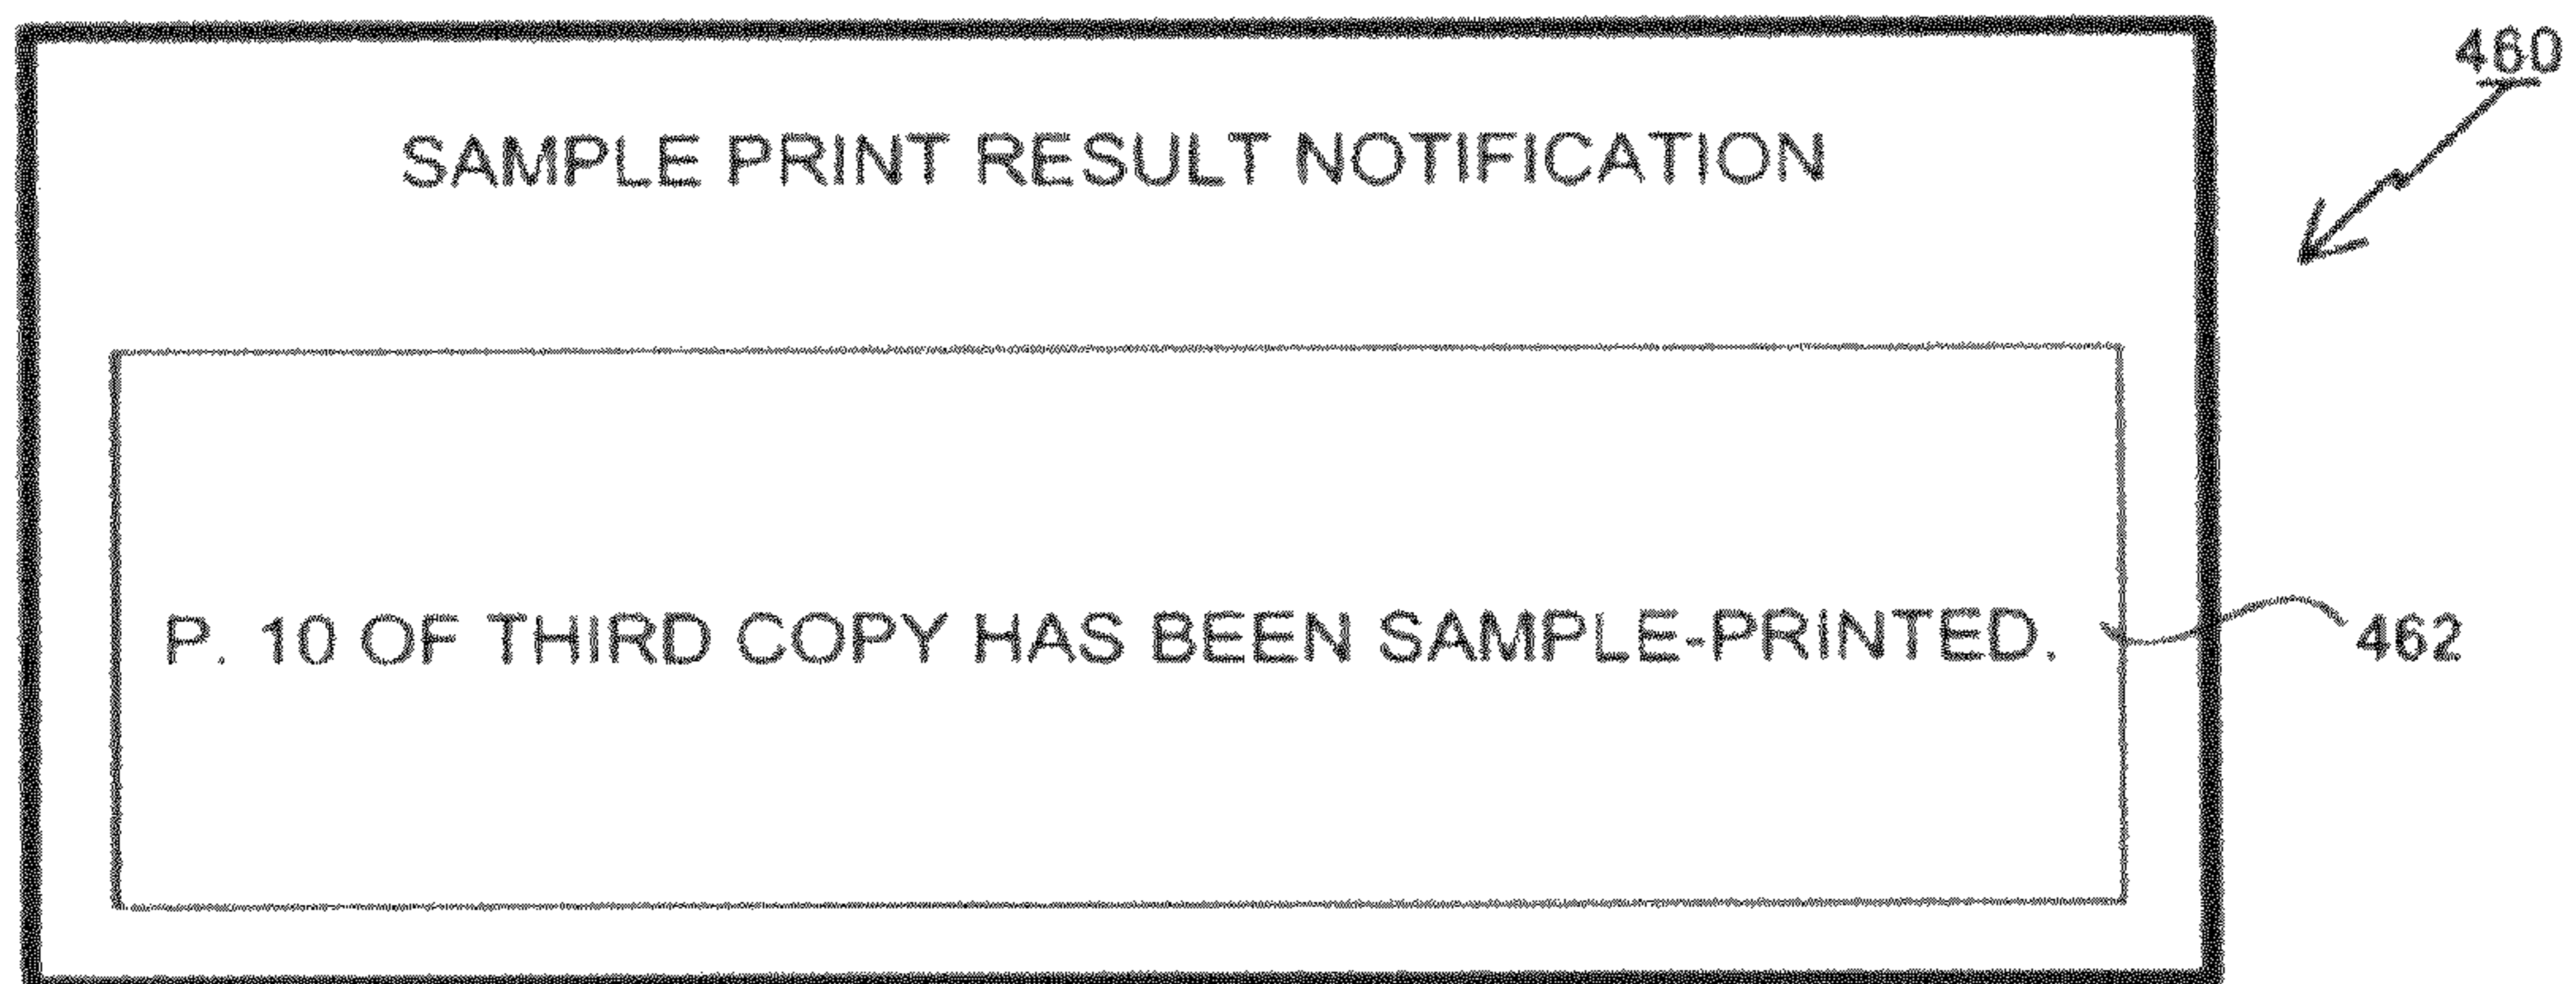 460
SAMPLE PRINT RESULT NOTIFICATION
P. 10 OF THIRD COPY HAS BEEN SAMPLE-PRINTED.
462